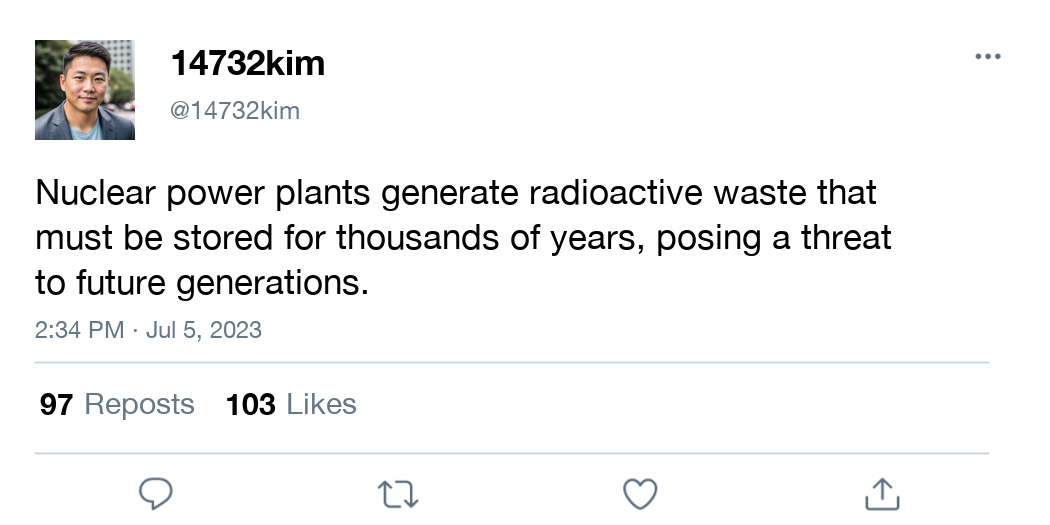 14732kim
@14732kim
Nuclear power plants generate radioactive waste that
must be stored for thousands of years, posing a threat
to future generations.
2:34 PM · Jul 5, 2023
97 Reposts 103 Likes